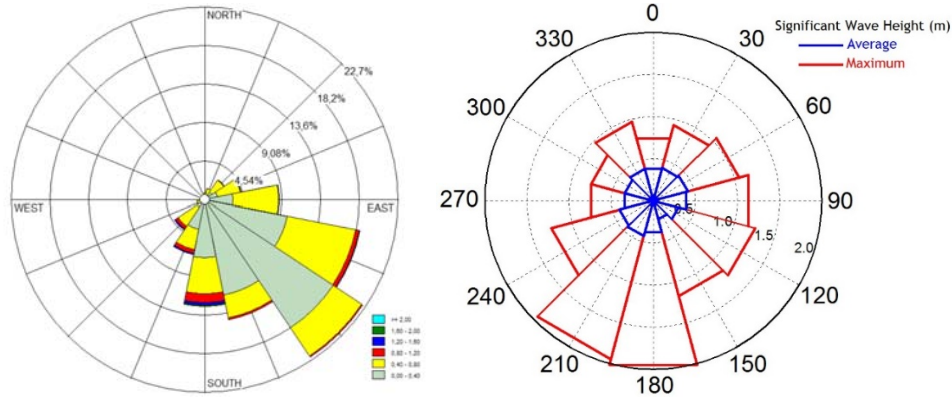 NORTH
22,7%
18,2%
13,6%
9,08%
4,54%
WEST
EAST
SOUTH
>= 2,00
1,60 - 2,00
1,20 - 1,60
0,80 - 1,20
0,40 - 0,80
0,00 - 0,40
Significant Wave Height (m)
Average
Maximum
0
30
60
90
120
150
180
210
240
270
300
330
0.5
1.0
1.5
2.0